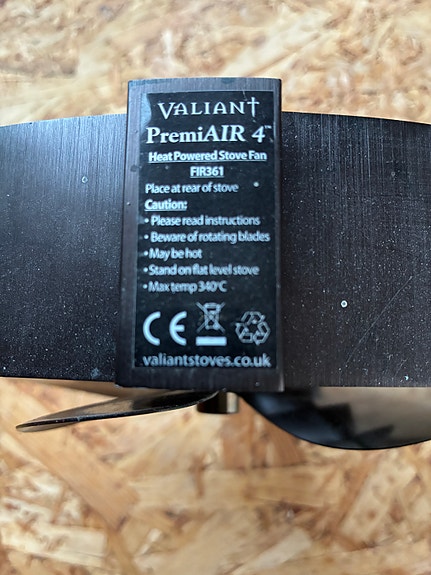 VALIANT
PremiAIR 4™
Heat Powered Stove Fan
FIR361
Place at rear of stove
Caution:
• Please read instructions
• Beware of rotating blades
• May be hot
• Stand on flat level stove
• Max temp 340°C
CE
valiantstoves.co.uk